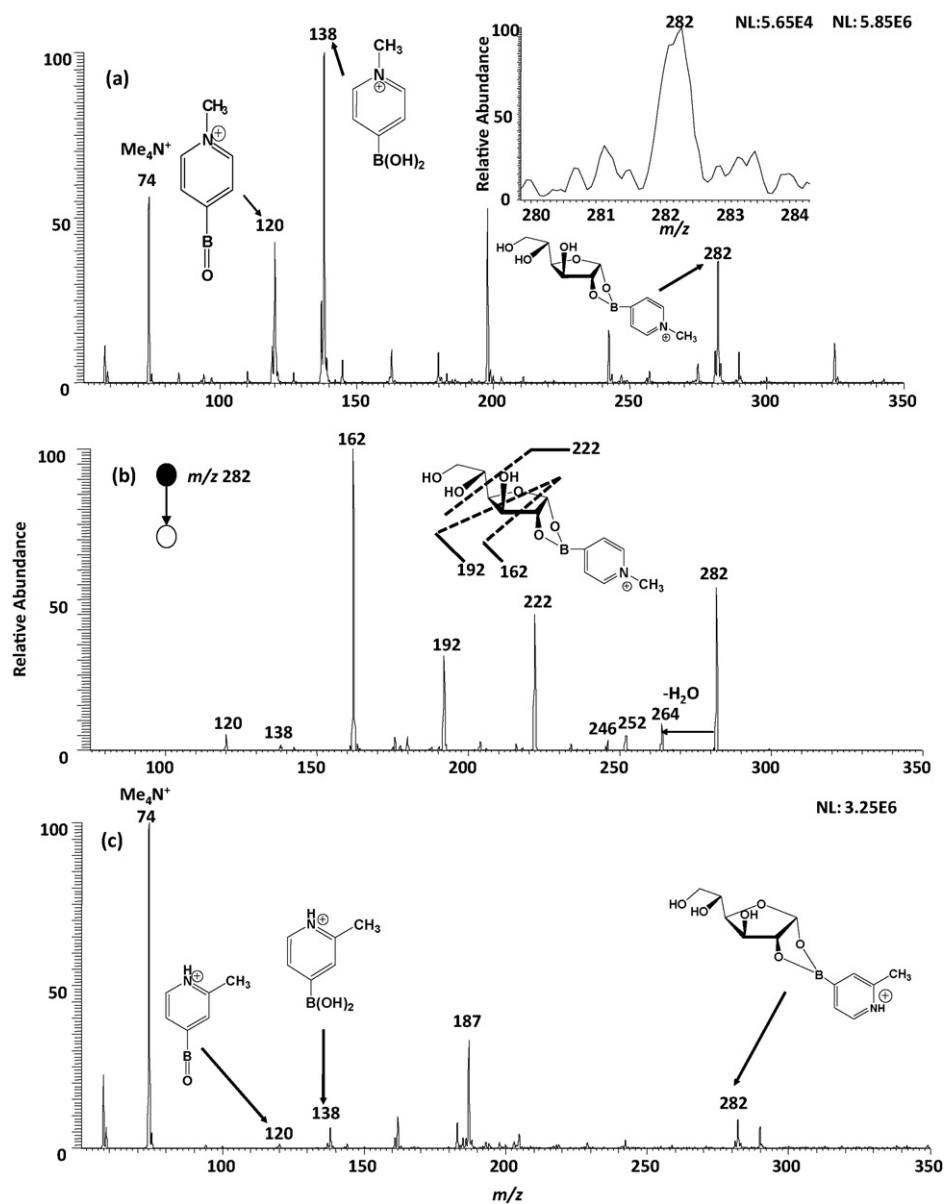 138
CH₃
282
NL:5.65E4 NL: 5.85E6
100
(a)
N
⊕
CH₃
N⊕
Me₄N⁺
74
B(OH)₂
120
50
B
O
Relative Abundance
100
50
0
280 281 282 283 284
m/z
HO
OH
O
HO
O
O
B
N
⊕
CH₃
282
0
100 150 200 250 300 350
Relative Abundance
162
100
(b)
m/z 282
222
HO
OH
O
HO
O
O
B
N
⊕
CH₃
192 162
282
222
50
192
-H₂O
120
138
246 252 264
0
100 150 200 250 300 350
Me₄N⁺
74
NL: 3.25E6
100
(c)
H
N⊕
CH₃
B(OH)₂
H
N⊕
CH₃
B
O
HO
HO
O
OH
O
O
B
CH₃
⊕
NH
50
187
138
120
282
0
100 150 200 250 300 350
m/z